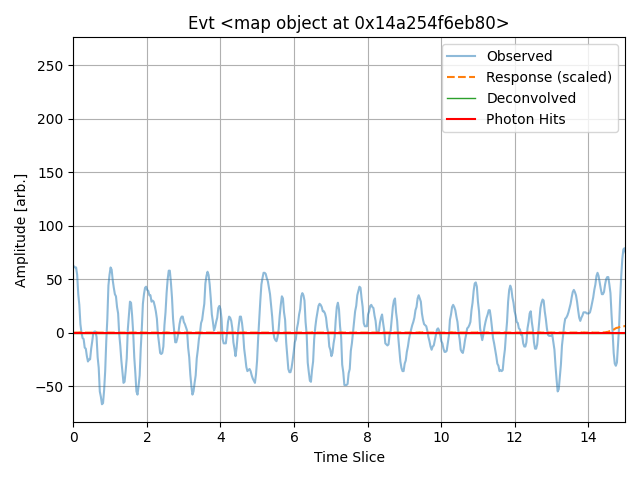 Evt <map object at 0x14a254f6eb80>
Observed
Response (scaled)
Deconvolved
Photon Hits
Amplitude [arb.]
250
200
150
100
50
0
−50
0 2 4 6 8 10 12 14
Time Slice